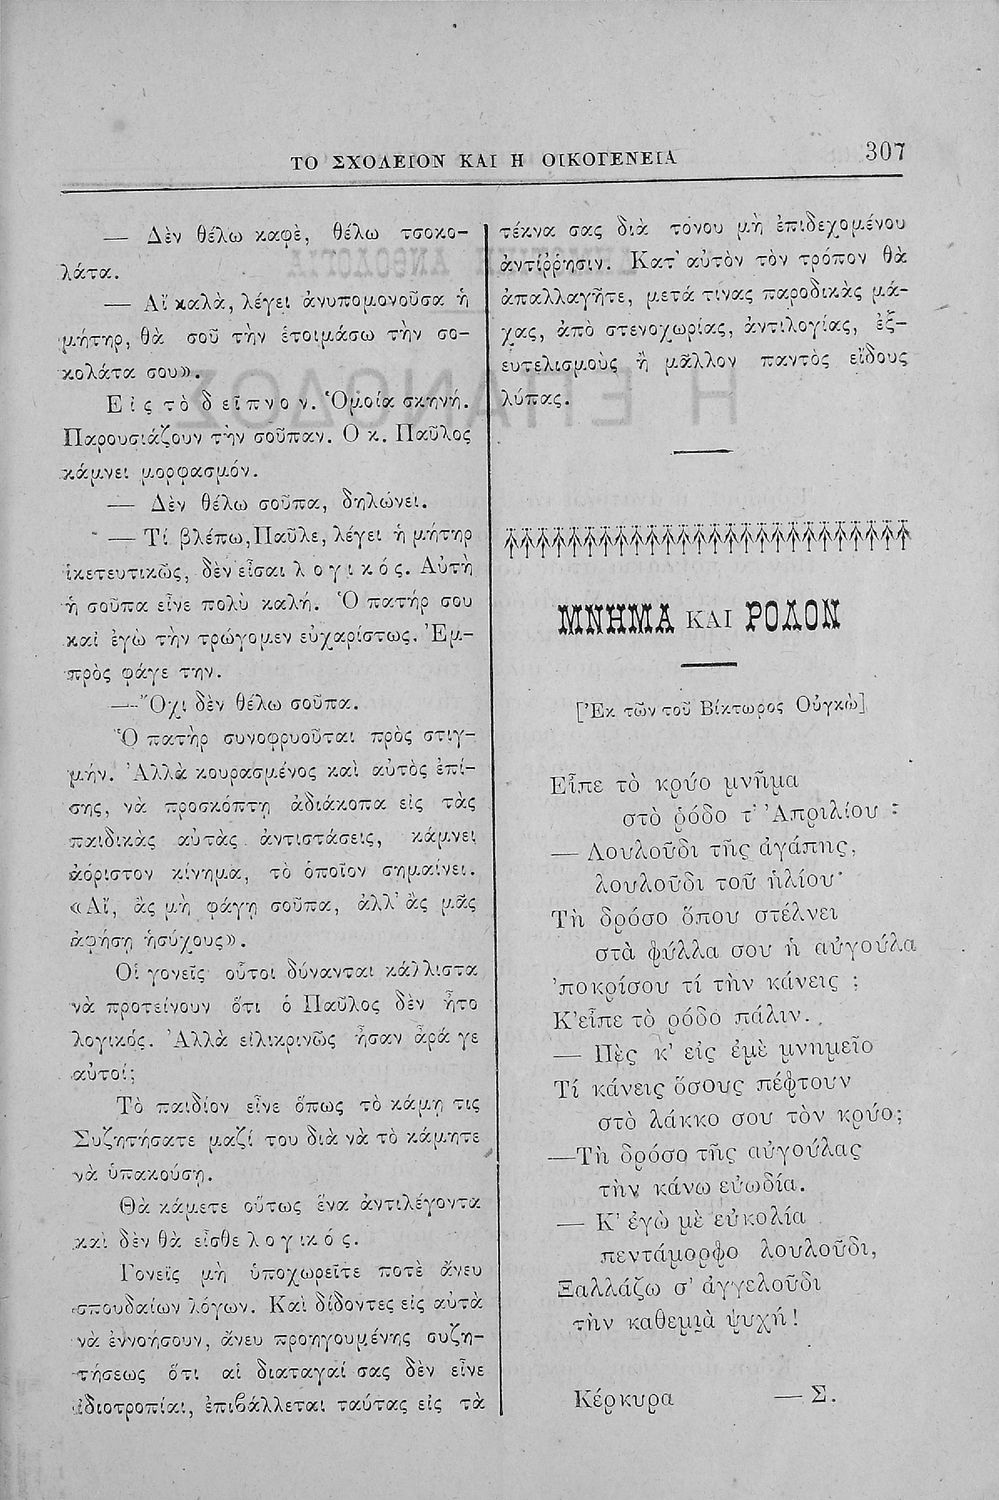 ΤΟ ΣΧΟΛΕΙΟΝ ΚΑΙ Η ΟΙΚΟΓΕΝΕΙΑ 307
— Δὲν θέλω καφὲ, θέλω τσοκο-
λάτα.
— Αἴ καλὰ, λέγει ἀνυπομονοῦσα ἡ
μήτηρ, θὰ σοῦ τὴν ἑτοιμάσω τὴν σο-
κολάτα σου».
Εἰς τὸ δεῖπνον. Ὁμοία σκηνή.
Παρουσιάζουν τὴν σοῦπαν. Ὁ κ. Παῦλος
κάμνει μορφασμόν.
— Δὲν θέλω σοῦπα, δηλώνει.
— Τί βλέπω, Παῦλε, λέγει ἡ μήτηρ
ἱκετευτικῶς, δὲν εἶσαι λογικός. Αὐτὴ
ἡ σοῦπα εἶνε πολὺ καλή. Ὁ πατήρ σου
καὶ ἐγὼ τὴν τρώγομεν εὐχαρίστως. Ἐμ-
πρὸς φάγε την.
— Ὄχι δὲν θέλω σοῦπα.
Ὁ πατὴρ συνοφρυοῦται πρὸς στιγ-
μήν. Ἀλλὰ κουρασμένος καὶ αὐτὸς ἐπί-
σης, νὰ προσκόπτῃ ἀδιάκοπα εἰς τὰς
παιδικὰς αὐτὰς ἀντιστάσεις, κάμνει
ἀόριστον κίνημα, τὸ ὁποῖον σημαίνει.
«Αἴ, ἂς μὴ φάγῃ σοῦπα, ἀλλ' ἂς μᾶς
ἀφήσῃ ἡσύχους».
Οἱ γονεῖς οὗτοι δύνανται κάλλιστα
νὰ προτείνουν ὅτι ὁ Παῦλος δὲν ἦτο
λογικός. Ἀλλὰ εἰλικρινῶς ἦσαν ἆρά γε
αὐτοί;
Τὸ παιδίον εἶνε ὅπως τὸ κάμῃ τις
Συζητήσατε μαζί του διὰ νὰ τὸ κάμητε
νὰ ὑπακούσῃ.
Θὰ κάμετε οὕτως ἕνα ἀντιλέγοντα
καὶ δὲν θὰ εἶσθε λογικός.
Γονεῖς μὴ ὑποχωρεῖτε ποτὲ ἄνευ
σπουδαίων λόγων. Καὶ δίδοντες εἰς αὐτὰ
νὰ ἐννοήσουν, ἄνευ προηγουμένης συζη-
τήσεως ὅτι αἱ διαταγαί σας δὲν εἶνε
ἰδιοτροπίαι, ἐπιβάλλεται ταύτας εἰς τὰ
τέκνα σας διὰ τόνου μὴ ἐπιδεχομένου
ἀντίῤῥησιν. Κατ' αὐτὸν τὸν τρόπον θὰ
ἀπαλλαγῆτε, μετά τινας παροδικὰς μά-
χας, ἀπὸ στενοχωρίας, ἀντιλογίας, ἐξ-
ευτελισμοὺς ἢ μᾶλλον παντὸς εἴδους
λύπας.
ΜΝΗΜΑ ΚΑΙ ΡΟΔΟΝ
[Ἐκ τῶν τοῦ Βίκτωρος Οὑγκὼ]
Εἶπε τὸ κρύο μνῆμα
στὸ ῥόδο τ' Ἀπριλίου :
— Λουλοῦδι τῆς ἀγάπης,
λουλοῦδι τοῦ ἡλίου·
Τὴ δρόσο ὅπου στέλνει
στὰ φύλλα σου ἡ αὐγούλα
'ποκρίσου τί τὴν κάνεις ;
Κ' εἶπε τὸ ρόδο πάλιν.
— Πὲς κ' εἰς ἐμὲ μνημεῖο
Τί κάνεις ὅσους πέφτουν
στὸ λάκκο σου τὸν κρύο;
—Τὴ δρόσο τῆς αὐγούλας
τὴν κάνω εὐωδία.
— Κ' ἐγὼ μὲ εὐκολία
πεντάμορφο λουλοῦδι,
Ξαλλάζω σ' ἀγγελοῦδι
τὴν καθεμιὰ ψυχή!
Κέρκυρα — Σ.